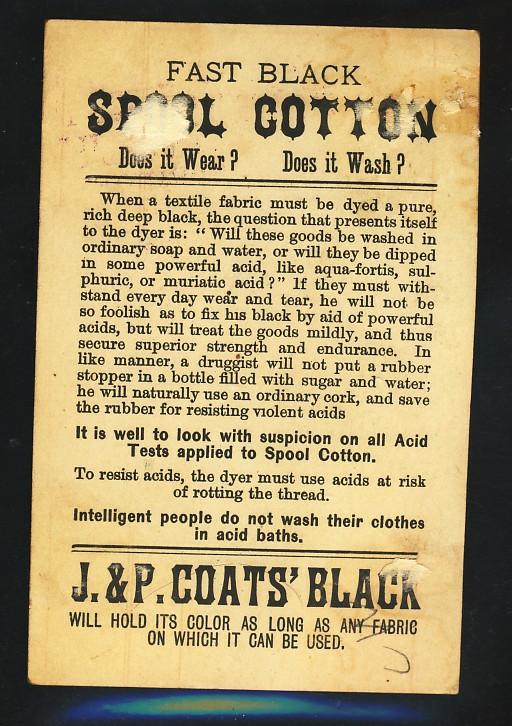 FAST BLACK
SPOOL COTTON
Does it Wear? Does it Wash?
When a textile fabric must be dyed a pure,
rich deep black, the question that presents itself
to the dyer is: “Will these goods be washed in
ordinary soap and water, or will they be dipped
in some powerful acid, like aqua-fortis, sul-
phuric, or muriatic acid?” If they must with-
stand every day wear and tear, he will not be
so foolish as to fix his black by aid of powerful
acids, but will treat the goods mildly, and thus
secure superior strength and endurance. In
like manner, a druggist will not put a rubber
stopper in a bottle filled with sugar and water;
he will naturally use an ordinary cork, and save
the rubber for resisting violent acids
It is well to look with suspicion on all Acid
Tests applied to Spool Cotton.
To resist acids, the dyer must use acids at risk
of rotting the thread.
Intelligent people do not wash their clothes
in acid baths.
J. & P. COATS’ BLACK
WILL HOLD ITS COLOR AS LONG AS ANY FABRIC
ON WHICH IT CAN BE USED.